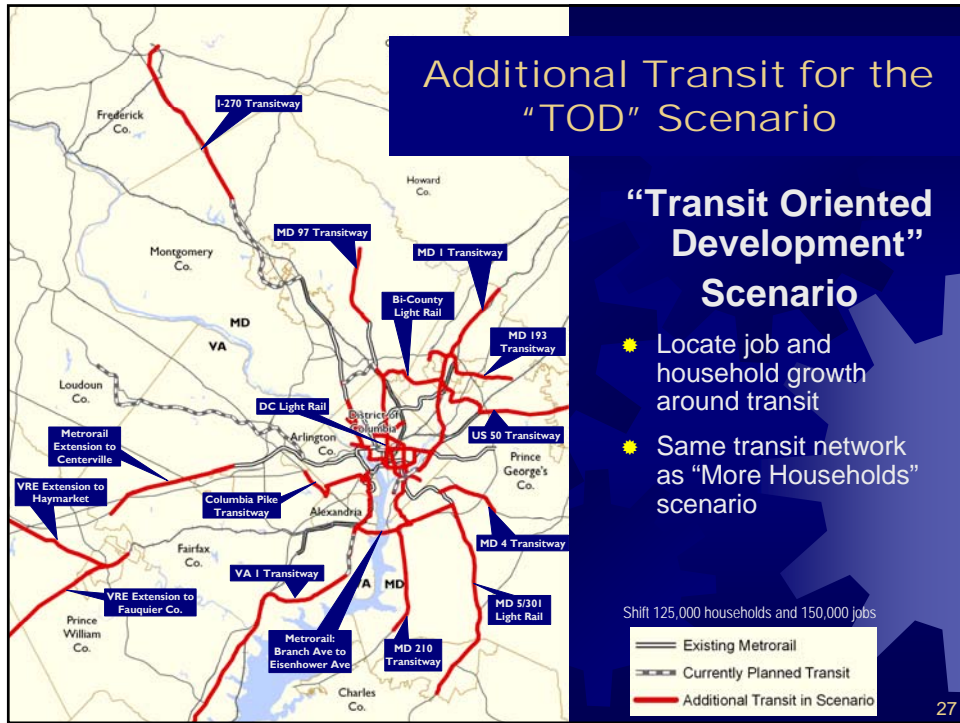 Additional Transit for the
“TOD” Scenario
I-270 Transitway
Frederick
Co.
Howard
Co.
MD 97 Transitway
MD 1 Transitway
Montgomery
Co.
Bi-County
Light Rail
MD
VA
MD 193
Transitway
Loudoun
Co.
DC Light Rail
District of
Columbia
Metrorail
Extension to
Centerville
Arlington
Co.
US 50 Transitway
Prince
George's
Co.
VRE Extension to
Haymarket
Columbia Pike
Transitway
Alexandria
MD 4 Transitway
Fairfax
Co.
VA 1 Transitway
VA
MD
VRE Extension to
Fauquier Co.
MD 5/301
Light Rail
Prince
William
Co.
Metrorail:
Branch Ave to
Eisenhower Ave
MD 210
Transitway
Charles
Co.
“Transit Oriented
Development”
Scenario
Locate job and
household growth
around transit
Same transit network
as “More Households”
scenario
Shift 125,000 households and 150,000 jobs
Existing Metrorail
Currently Planned Transit
Additional Transit in Scenario
27